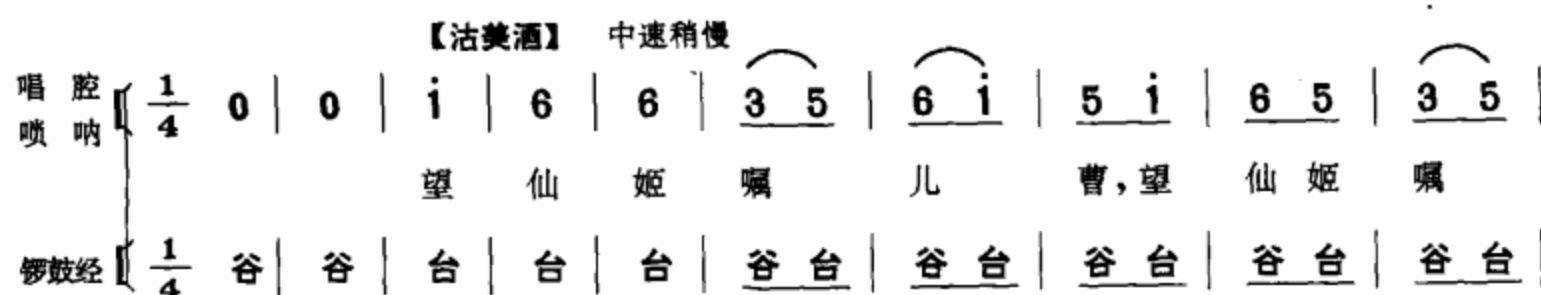 【沽美酒】 中速稍慢
唱腔 唢呐 1/4 0 | 0 | i̇ | 6 | 6 | 3 5 | 6 i̇ | 5 i̇ | 6 5 | 3 5 |
望 仙 姬 嘱 儿 曹，望 仙 姬 嘱
锣鼓经 1/4 谷 | 谷 | 台 | 台 | 台 | 谷 台 | 谷 台 | 谷 台 | 谷 台 | 谷 台